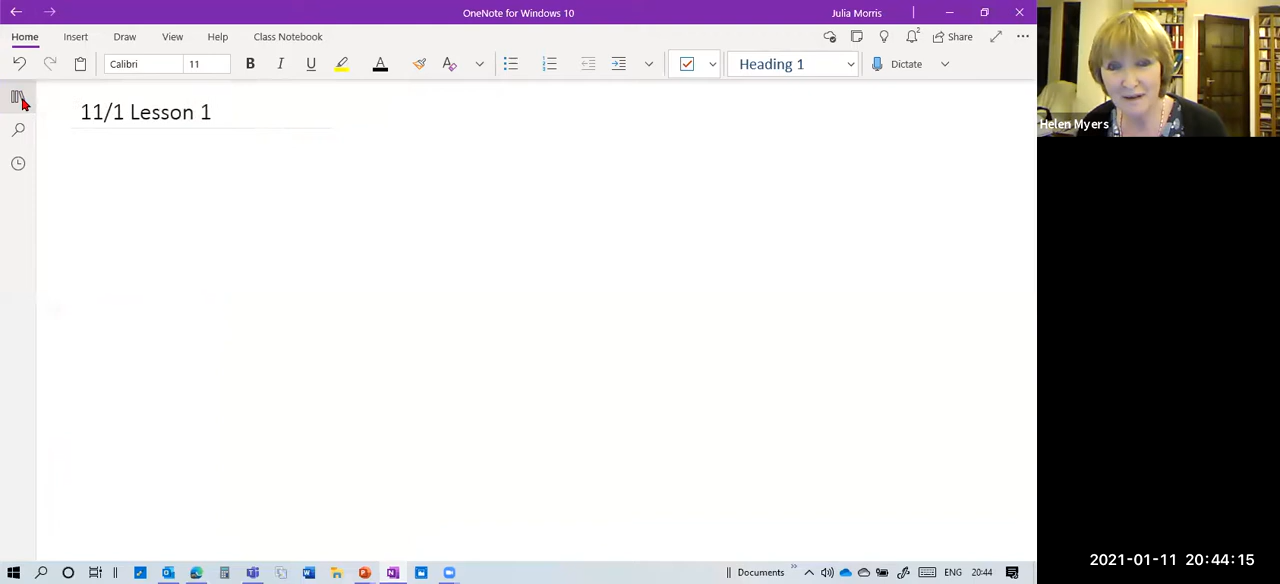 OneNote for Windows 10
Julia Morris
Home Insert Draw View Help Class Notebook
2
Share
Calibri 11 B I U A Heading 1 Dictate
11/1 Lesson 1
Helen Myers
2021-01-11 20:44:15
Documents ENG 20:44